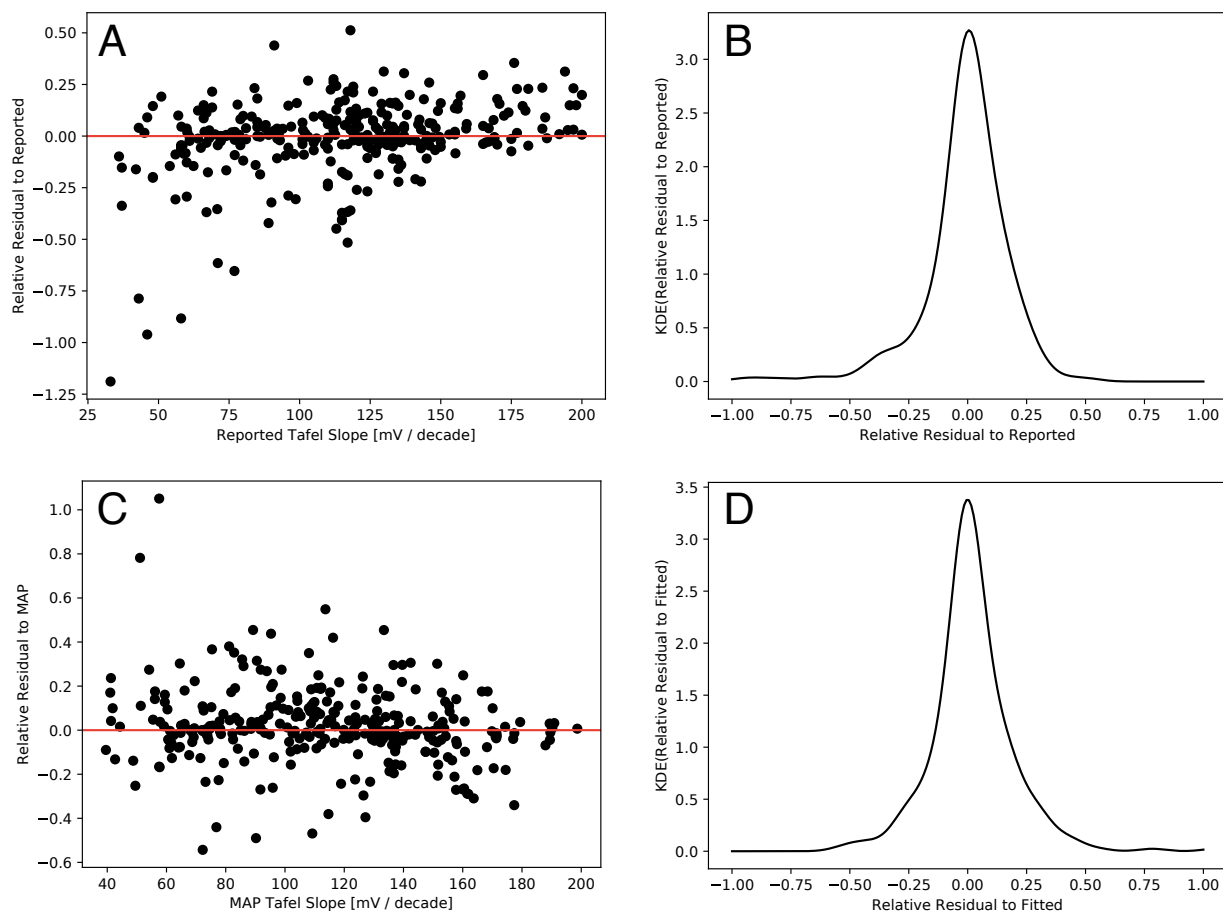 A
0.50
0.25
0.00
−0.25
−0.50
−0.75
−1.00
−1.25
Relative Residual to Reported
25 50 75 100 125 150 175 200
Reported Tafel Slope [mV / decade]
B
3.0
2.5
2.0
1.5
1.0
0.5
0.0
KDE(Relative Residual to Reported)
−1.00 −0.75 −0.50 −0.25 0.00 0.25 0.50 0.75 1.00
Relative Residual to Reported
C
1.0
0.8
0.6
0.4
0.2
0.0
−0.2
−0.4
−0.6
Relative Residual to MAP
40 60 80 100 120 140 160 180 200
MAP Tafel Slope [mV / decade]
D
3.5
3.0
2.5
2.0
1.5
1.0
0.5
0.0
KDE(Relative Residual to Fitted)
−1.00 −0.75 −0.50 −0.25 0.00 0.25 0.50 0.75 1.00
Relative Residual to Fitted